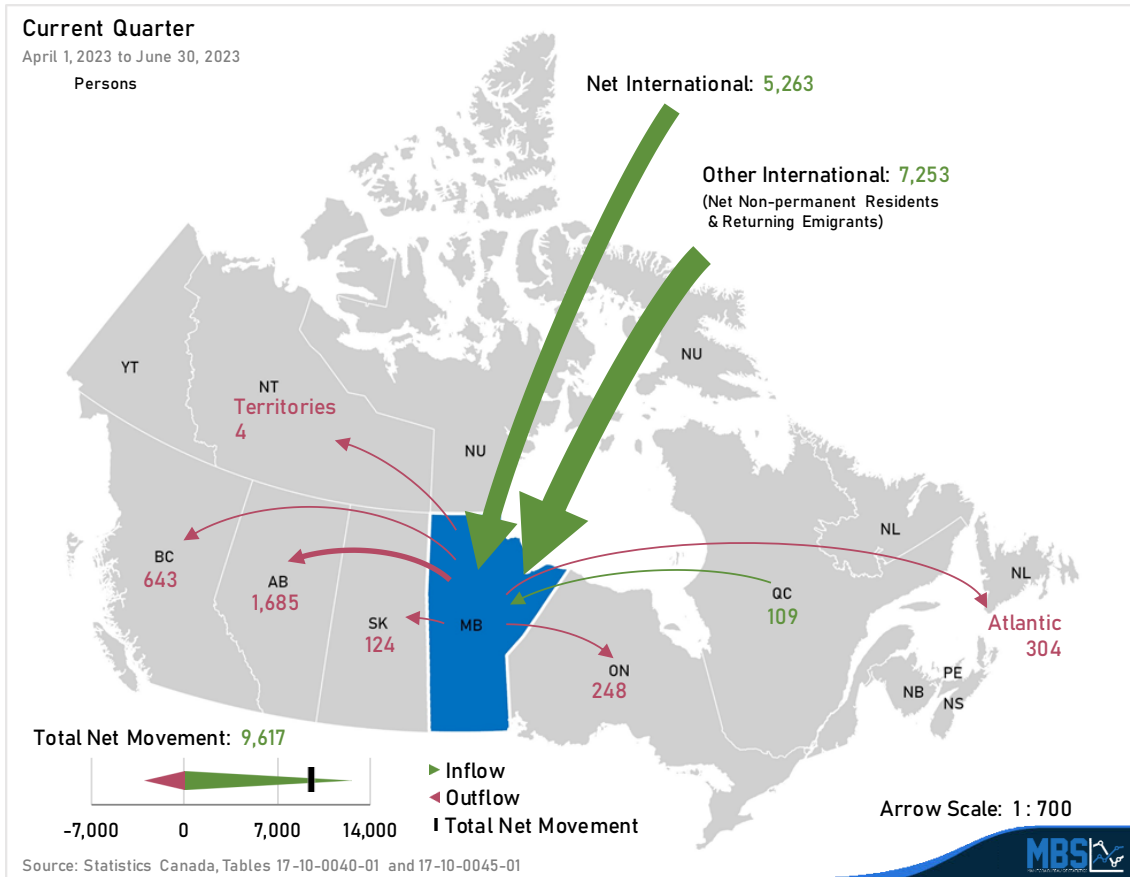 Current Quarter
April 1, 2023 to June 30, 2023
Persons
Net International: 5,263
Other International: 7,253
(Net Non-permanent Residents
& Returning Emigrants)
YT
NT
Territories
4
NU
NU
BC
643
AB
1,685
SK
124
MB
ON
248
QC
109
NL
NL
Atlantic
304
PE
NB
NS
Total Net Movement: 9,617
-7,000 0 7,000 14,000
Inflow
Outflow
Total Net Movement
Arrow Scale: 1 : 700
Source: Statistics Canada, Tables 17-10-0040-01 and 17-10-0045-01
MBS